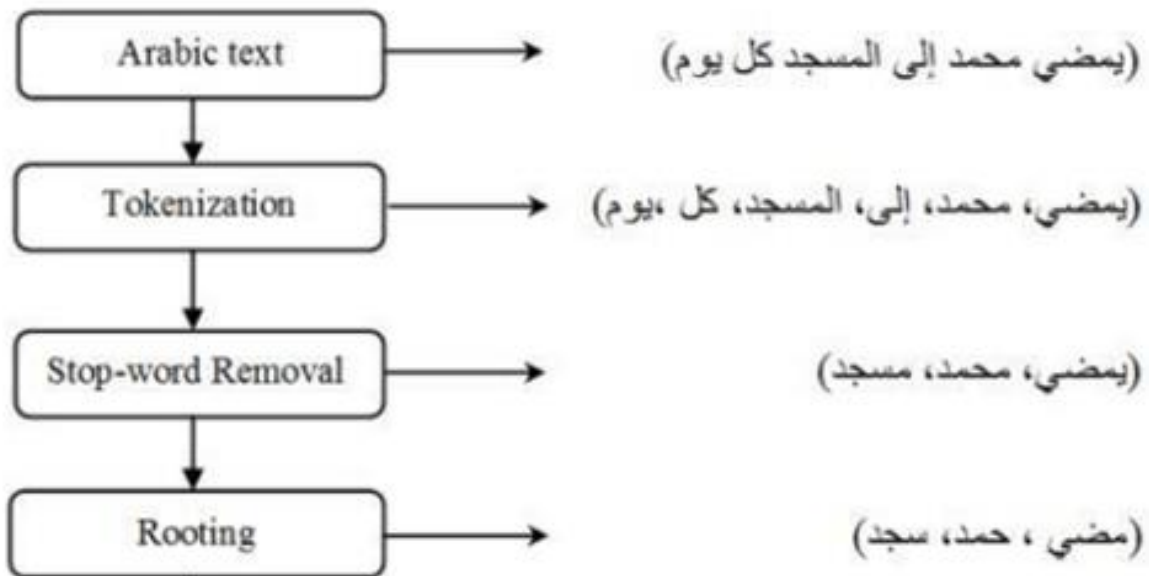 Arabic text
(يمضي محمد إلى المسجد كل يوم)
Tokenization
(يمضي، محمد، إلى، المسجد، كل ،يوم)
Stop-word Removal
(يمضي، محمد، مسجد)
Rooting
(مضي ، حمد، سجد)